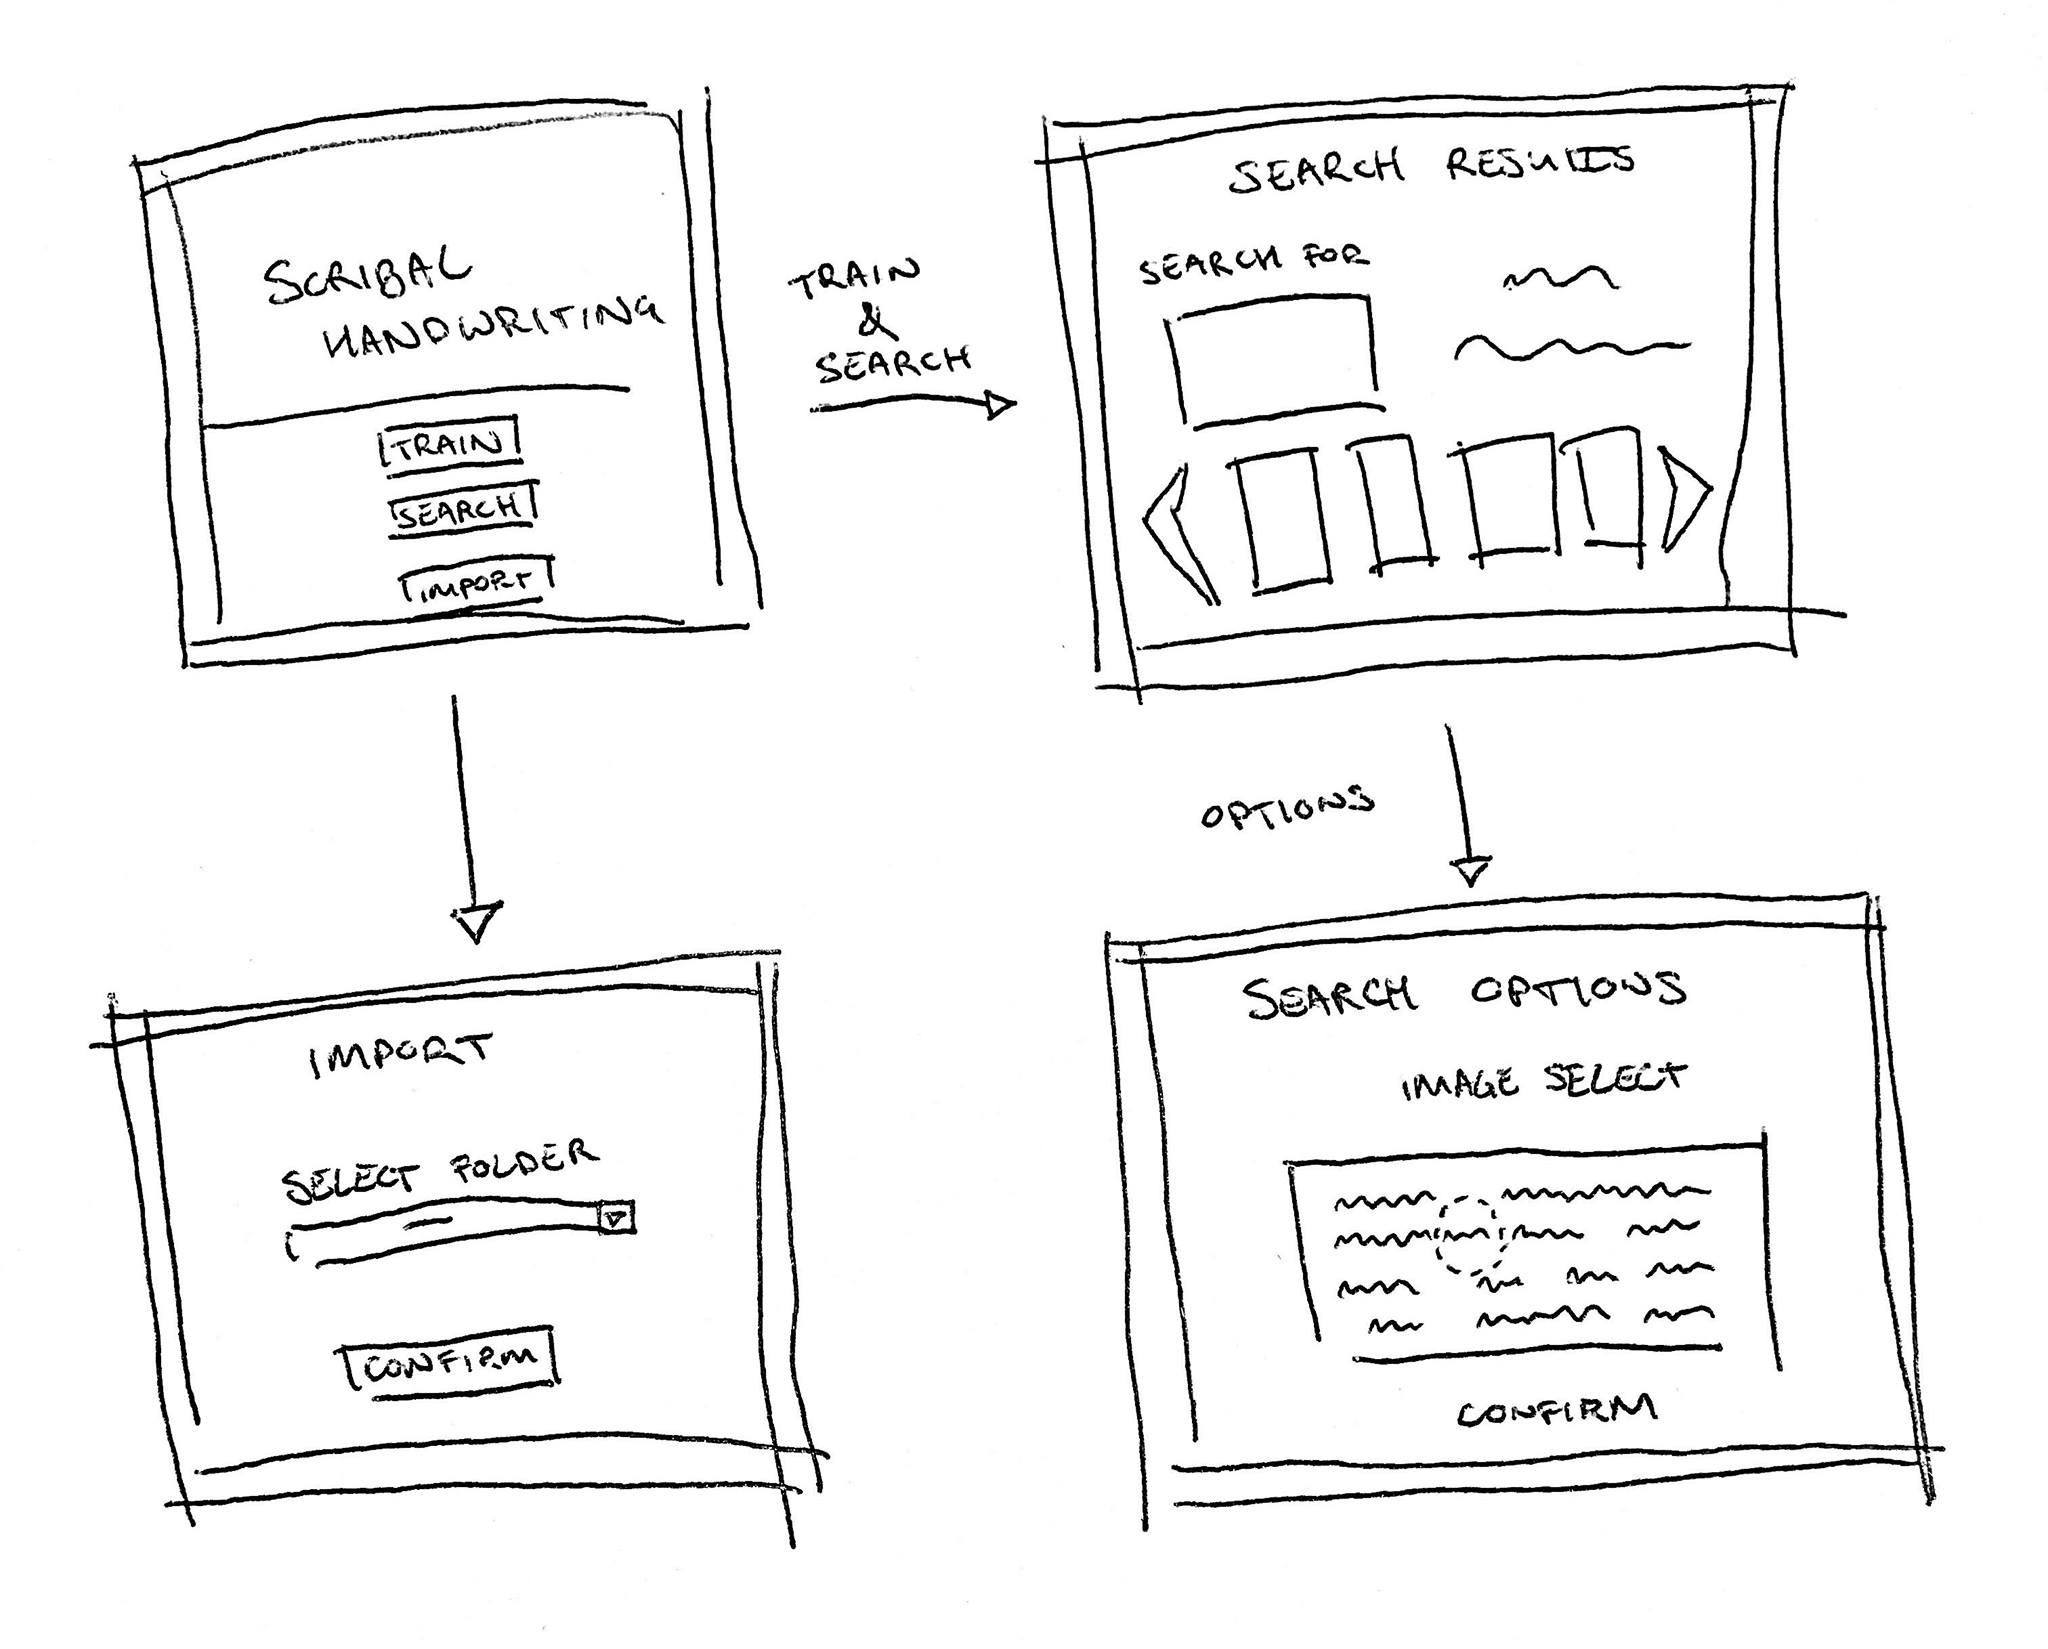 SCRIBAL
HANDWRITING
TRAIN
SEARCH
IMPORT
TRAIN
&
SEARCH
SEARCH RESULTS
SEARCH FOR
OPTIONS
IMPORT
SELECT FOLDER
CONFIRM
SEARCH OPTIONS
IMAGE SELECT
CONFIRM